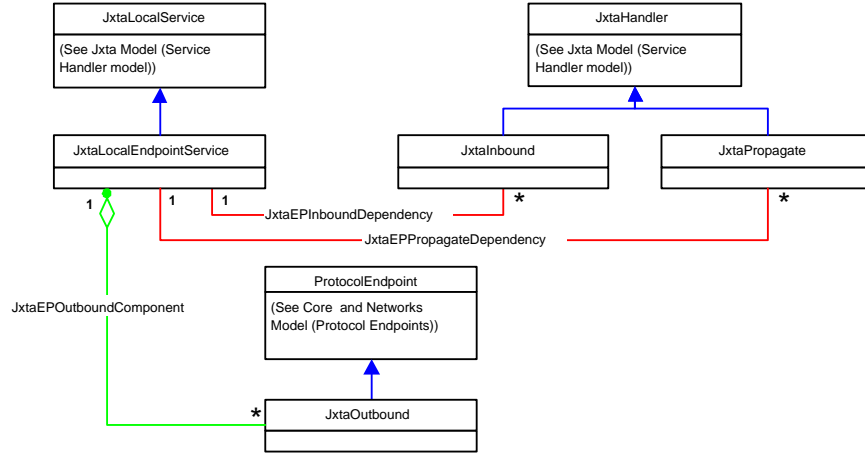 JxtaLocalService
(See Jxta Model (Service
Handler model))
JxtaHandler
(See Jxta Model (Service
Handler model))
JxtaLocalEndpointService
JxtaInbound
JxtaPropagate
1
1
1
*
*
JxtaEPInboundDependency
JxtaEPPropagateDependency
ProtocolEndpoint
(See Core and Networks
Model (Protocol Endpoints))
JxtaEPOutboundComponent
*
JxtaOutbound